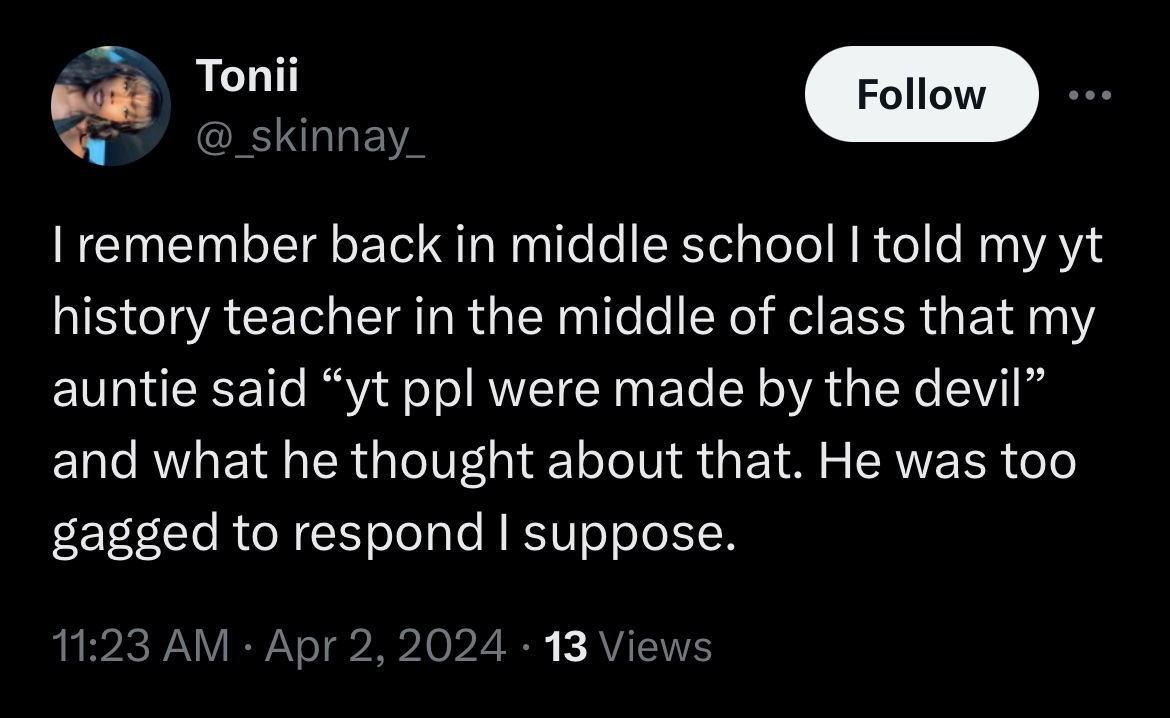 Tonii
@_skinnay_
Follow
I remember back in middle school I told my yt
history teacher in the middle of class that my
auntie said “yt ppl were made by the devil”
and what he thought about that. He was too
gagged to respond I suppose.
11:23 AM · Apr 2, 2024 · 13 Views